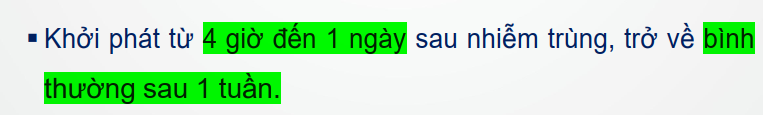 ▪ Khởi phát từ 4 giờ đến 1 ngày sau nhiễm trùng, trở về bình
thường sau 1 tuần.